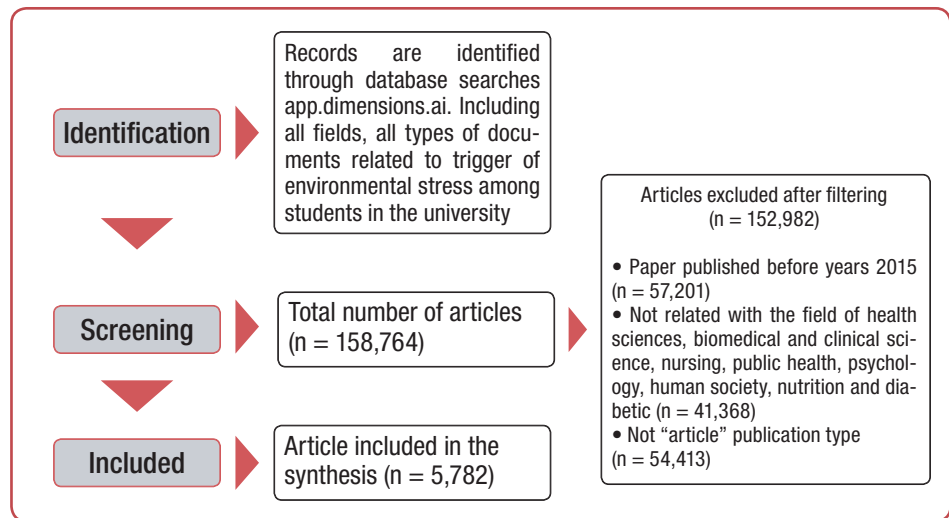 Identification
Records are identified
through database searches
app.dimensions.ai. Including
all fields, all types of docu-
ments related to trigger of
environmental stress among
students in the university
Screening
Total number of articles
(n = 158,764)
Articles excluded after filtering
(n = 152,982)
• Paper published before years 2015
(n = 57,201)
• Not related with the field of health
sciences, biomedical and clinical sci-
ence, nursing, public health, psychol-
ogy, human society, nutrition and dia-
betic (n = 41,368)
• Not “article” publication type
(n = 54,413)
Included
Article included in the
synthesis (n = 5,782)